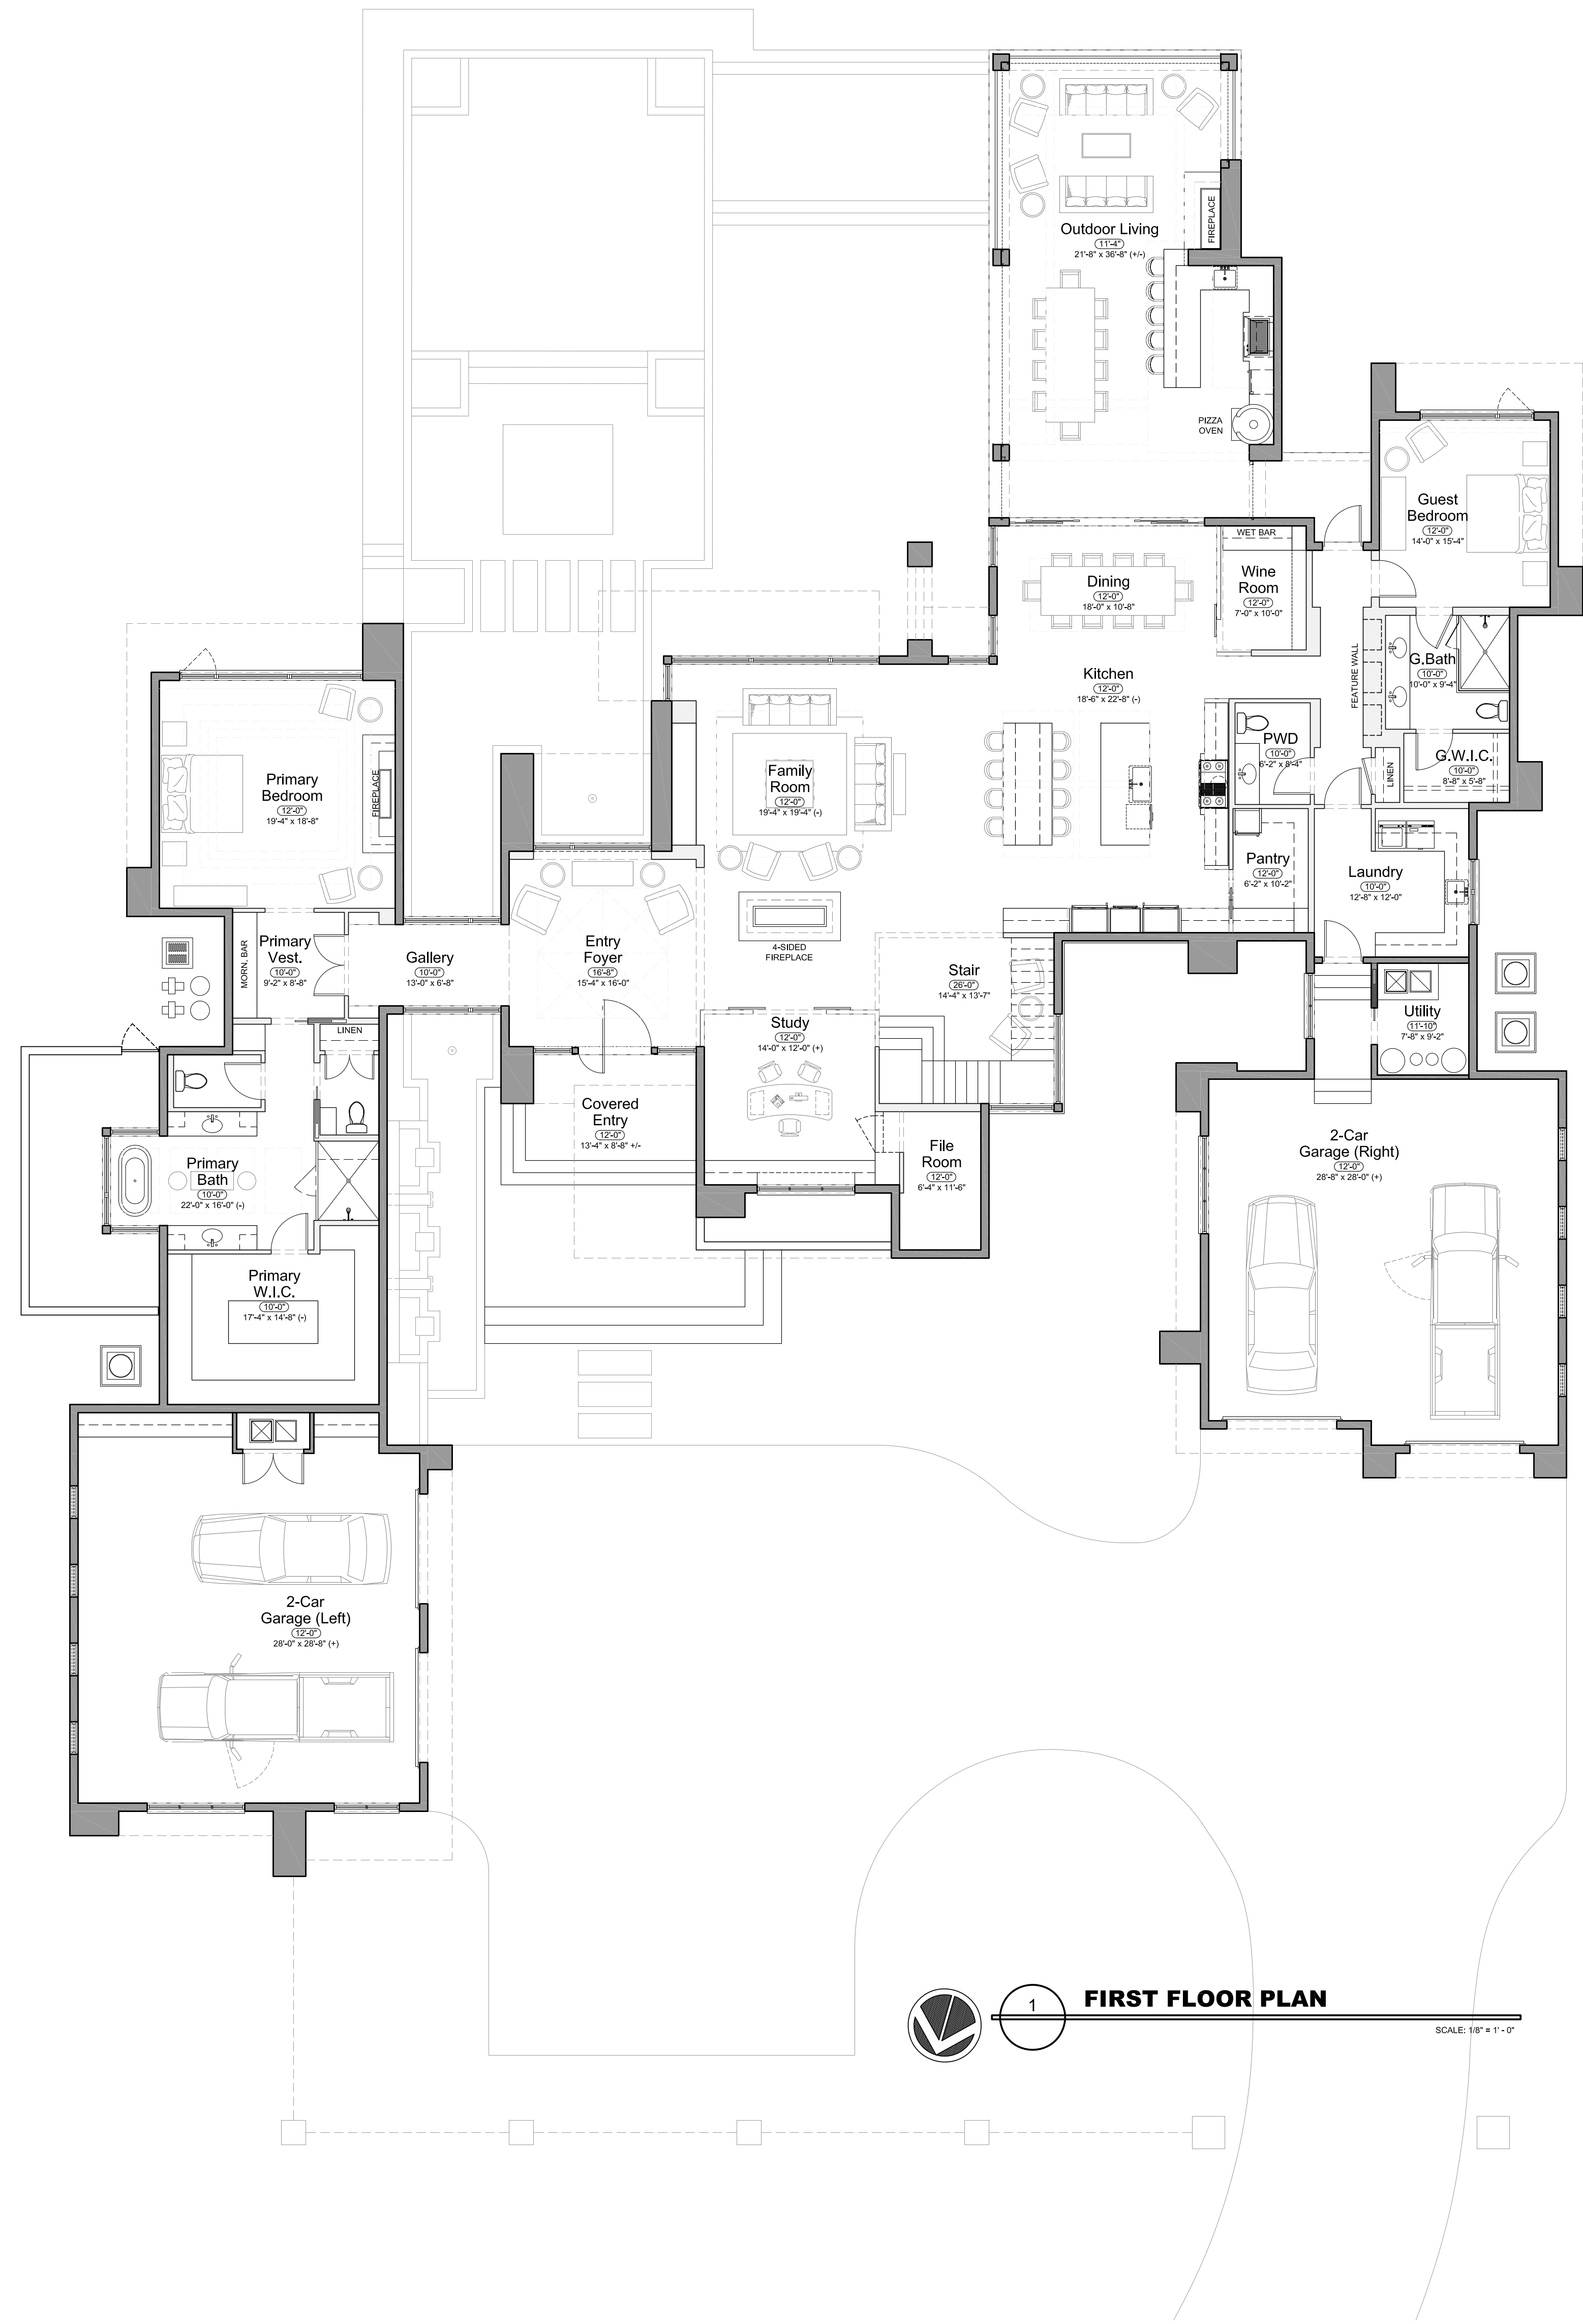 Outdoor Living
11'-4"
21'-8" x 36'-8" (+/-)
FIREPLACE
PIZZA
OVEN
Guest
Bedroom
12'-0"
14'-0" x 15'-4"
WET BAR
Wine
Room
12'-0"
7'-0" x 10'-0"
Dining
12'-0"
18'-0" x 10'-8"
Kitchen
12'-0"
18'-6" x 22'-8" (-)
FEATURE WALL
G.Bath
10'-0"
10'-0" x 9'-4"
PWD
10'-0"
6'-2" x 8'-4"
LINEN
G.W.I.C.
10'-0"
8'-8" x 5'-8"
Family
Room
12'-0"
19'-4" x 19'-4" (-)
Primary
Bedroom
12'-0"
19'-4" x 18'-8"
FIREPLACE
Pantry
12'-0"
6'-2" x 10'-2"
Laundry
10'-0"
12'-8" x 12'-0"
MORN. BAR
Primary
Vest.
10'-0"
9'-2" x 8'-8"
Gallery
10'-0"
13'-0" x 6'-8"
Entry
Foyer
16'-8"
15'-4" x 16'-0"
4-SIDED
FIREPLACE
Stair
26'-0"
14'-4" x 13'-7"
Utility
11'-10"
7'-8" x 9'-2"
LINEN
Study
12'-0"
14'-0" x 12'-0" (+)
Covered
Entry
12'-0"
13'-4" x 8'-8" +/-
File
Room
12'-0"
6'-4" x 11'-6"
2-Car
Garage (Right)
12'-0"
28'-8" x 28'-0" (+)
Primary
Bath
10'-0"
22'-0" x 16'-0" (-)
Primary
W.I.C.
10'-0"
17'-4" x 14'-8" (-)
2-Car
Garage (Left)
12'-0"
28'-0" x 28'-8" (+)
1
FIRST FLOOR PLAN
SCALE: 1/8" = 1' - 0"